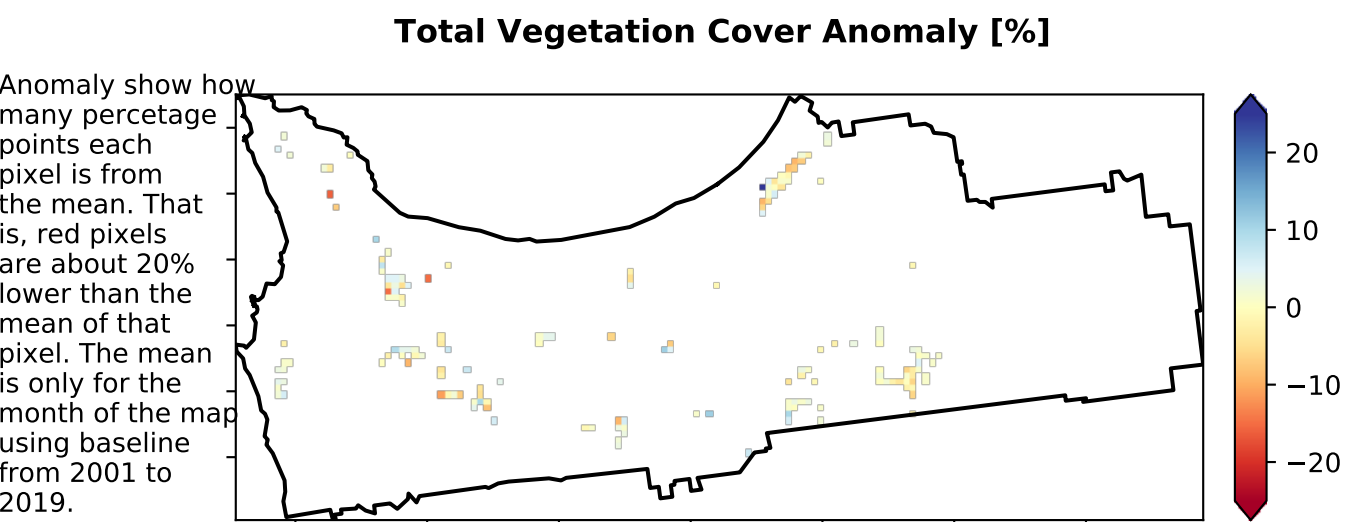 Total Vegetation Cover Anomaly [%]
Anomaly show how
many percetage
points each
pixel is from
the mean. That
is, red pixels
are about 20%
lower than the
mean of that
pixel. The mean
is only for the
month of the map
using baseline
from 2001 to
2019.
20
10
0
−10
−20